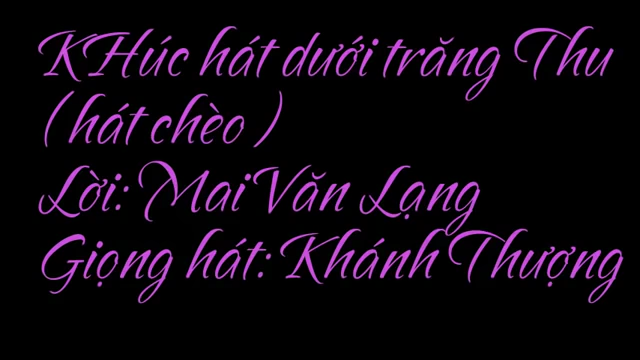 KHúc hát dưới trăng Thu
( hát chèo )
Lời: Mai Văn Lạng
Giọng hát: Khánh Thượng